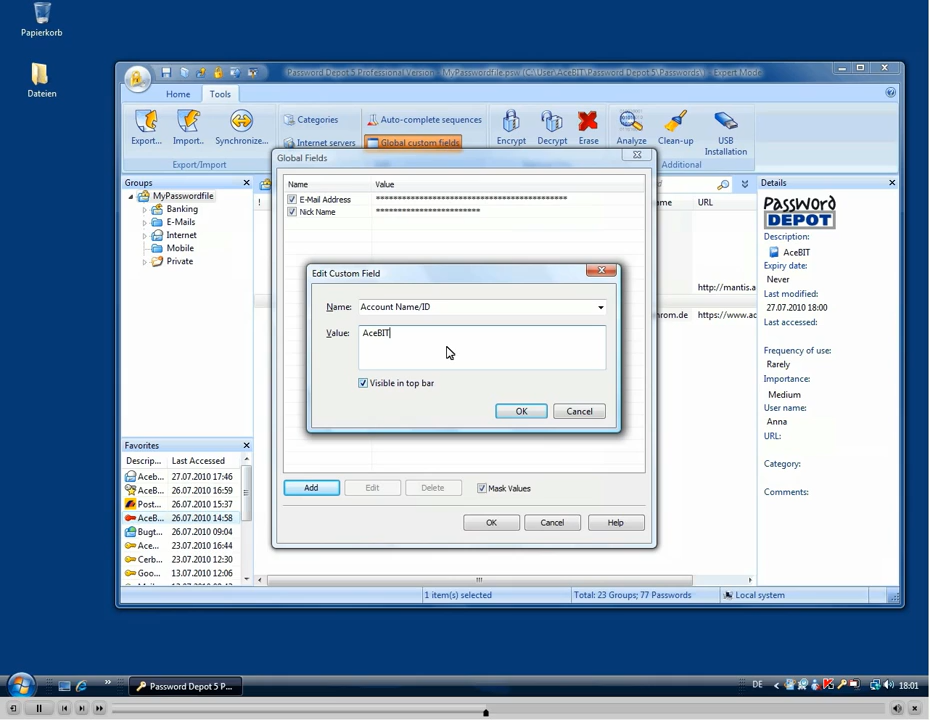 Papierkorb
Dateien
Password Depot 5 Professional Version - MyPasswordfile.psw (C:\User\AceBIT\Password Depot 5\Passwords\) - Expert Mode
Home
Tools
Export...
Import..
Synchronize...
Export/Import
Categories
Internet servers
Auto-complete sequences
Global custom fields
Encrypt
Decrypt
Erase
Analyze
Clean-up
USB
Installation
Additional
Groups
MyPasswordfile
Banking
E-Mails
Internet
Mobile
Private
Favorites
Descrip...
Last Accessed
Aceb... 27.07.2010 17:46
AceB... 26.07.2010 16:59
Post... 26.07.2010 15:37
AceB... 26.07.2010 14:58
Bugt... 26.07.2010 09:04
Ace... 23.07.2010 16:44
Cerb... 23.07.2010 12:30
Goo... 13.07.2010 12:06
!
Global Fields
Name
Value
E-Mail Address ********************************************
Nick Name ************************
Edit Custom Field
Name: Account Name/ID
Value: AceBIT
Visible in top bar
OK
Cancel
Add
Edit
Delete
Mask Values
OK
Cancel
Help
URL
http://mantis.a
https://www.ac
Details
Password
DEPOT
Description:
AceBIT
Expiry date:
Never
Last modified:
27.07.2010 18:00
Last accessed:
Frequency of use:
Rarely
Importance:
Medium
User name:
Anna
URL:
Category:
Comments:
1 item(s) selected
Total: 23 Groups; 77 Passwords
Local system
Password Depot 5 P...
DE
18:01